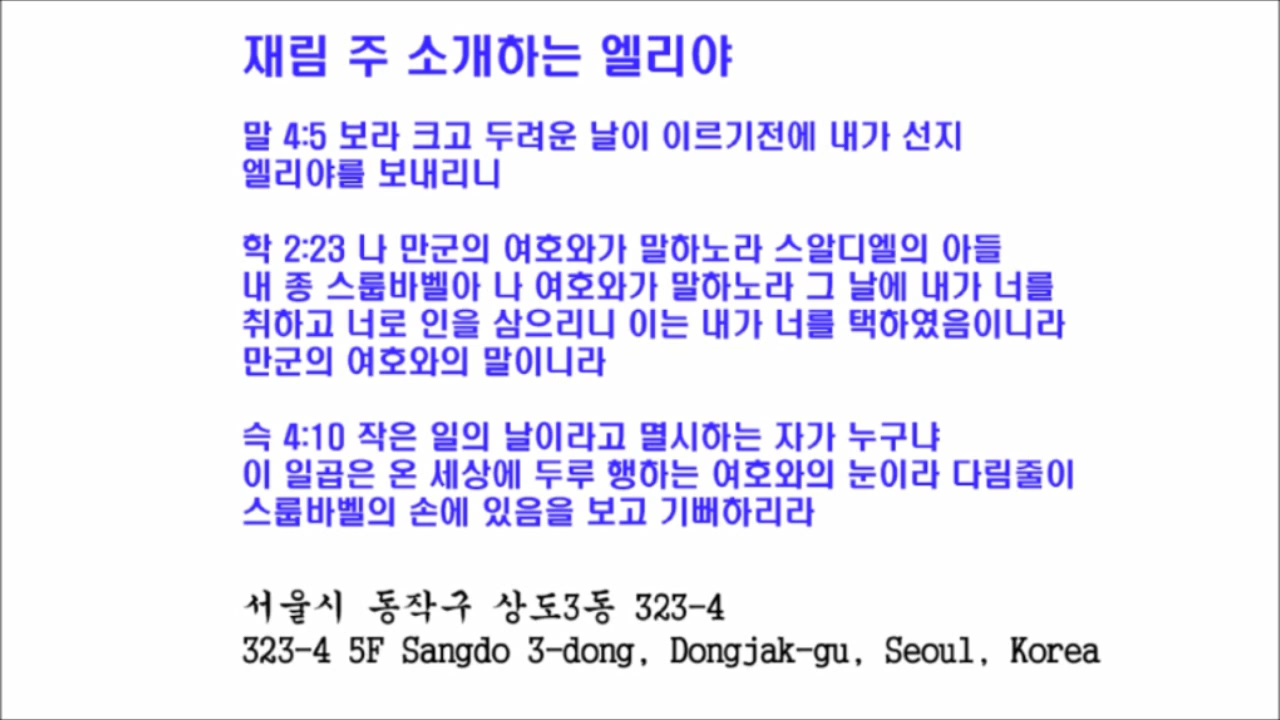 재림 주 소개하는 엘리야
말 4:5 보라 크고 두려운 날이 이르기전에 내가 선지
엘리야를 보내리니
학 2:23 나 만군의 여호와가 말하노라 스알디엘의 아들
내 종 스룹바벨아 나 여호와가 말하노라 그 날에 내가 너를
취하고 너로 인을 삼으리니 이는 내가 너를 택하였음이니라
만군의 여호와의 말이니라
슥 4:10 작은 일의 날이라고 멸시하는 자가 누구냐
이 일곱은 온 세상에 두루 행하는 여호와의 눈이라 다림줄이
스룹바벨의 손에 있음을 보고 기뻐하리라
서울시 동작구 상도3동 323-4
323-4 5F Sangdo 3-dong, Dongjak-gu, Seoul, Korea